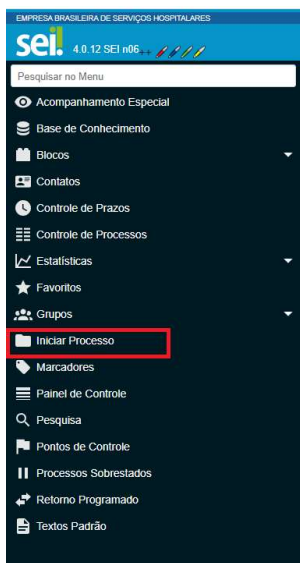 EMPRESA BRASILEIRA DE SERVIÇOS HOSPITALARES
sei! 4.0.12 SEI n06++
Pesquisar no Menu
Acompanhamento Especial
Base de Conhecimento
Blocos
Contatos
Controle de Prazos
Controle de Processos
Estatísticas
Favoritos
Grupos
Iniciar Processo
Marcadores
Painel de Controle
Pesquisa
Pontos de Controle
Processos Sobrestados
Retorno Programado
Textos Padrão